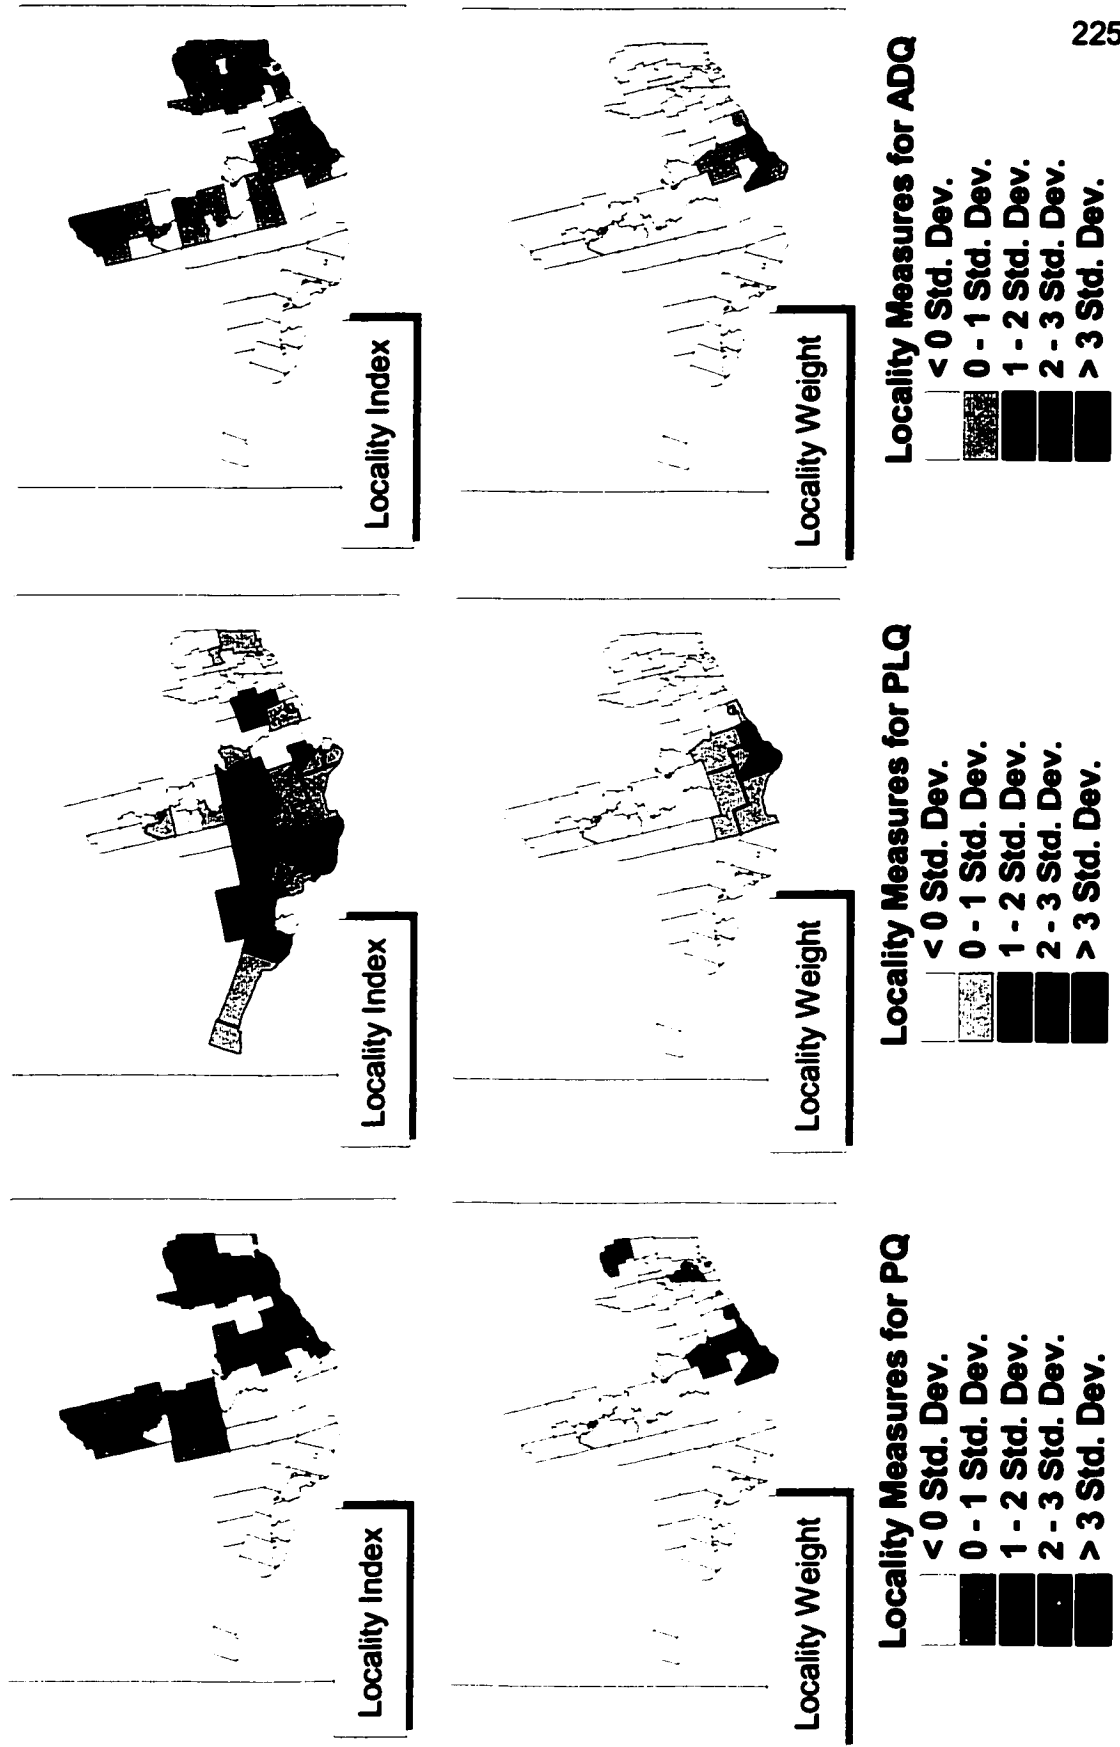 Locality Index
Locality Weight
Locality Measures for PQ
< 0 Std. Dev.
0 - 1 Std. Dev.
1 - 2 Std. Dev.
2 - 3 Std. Dev.
> 3 Std. Dev.
Locality Index
Locality Weight
Locality Measures for PLQ
< 0 Std. Dev.
0 - 1 Std. Dev.
1 - 2 Std. Dev.
2 - 3 Std. Dev.
> 3 Std. Dev.
Locality Index
Locality Weight
Locality Measures for ADQ
< 0 Std. Dev.
0 - 1 Std. Dev.
1 - 2 Std. Dev.
2 - 3 Std. Dev.
> 3 Std. Dev.
225